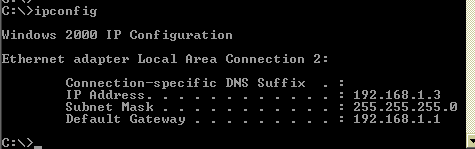 C:\>ipconfig
Windows 2000 IP Configuration
Ethernet adapter Local Area Connection 2:
Connection-specific DNS Suffix  . :
IP Address. . . . . . . . . . . . : 192.168.1.3
Subnet Mask . . . . . . . . . . . : 255.255.255.0
Default Gateway . . . . . . . . . : 192.168.1.1
C:\>_